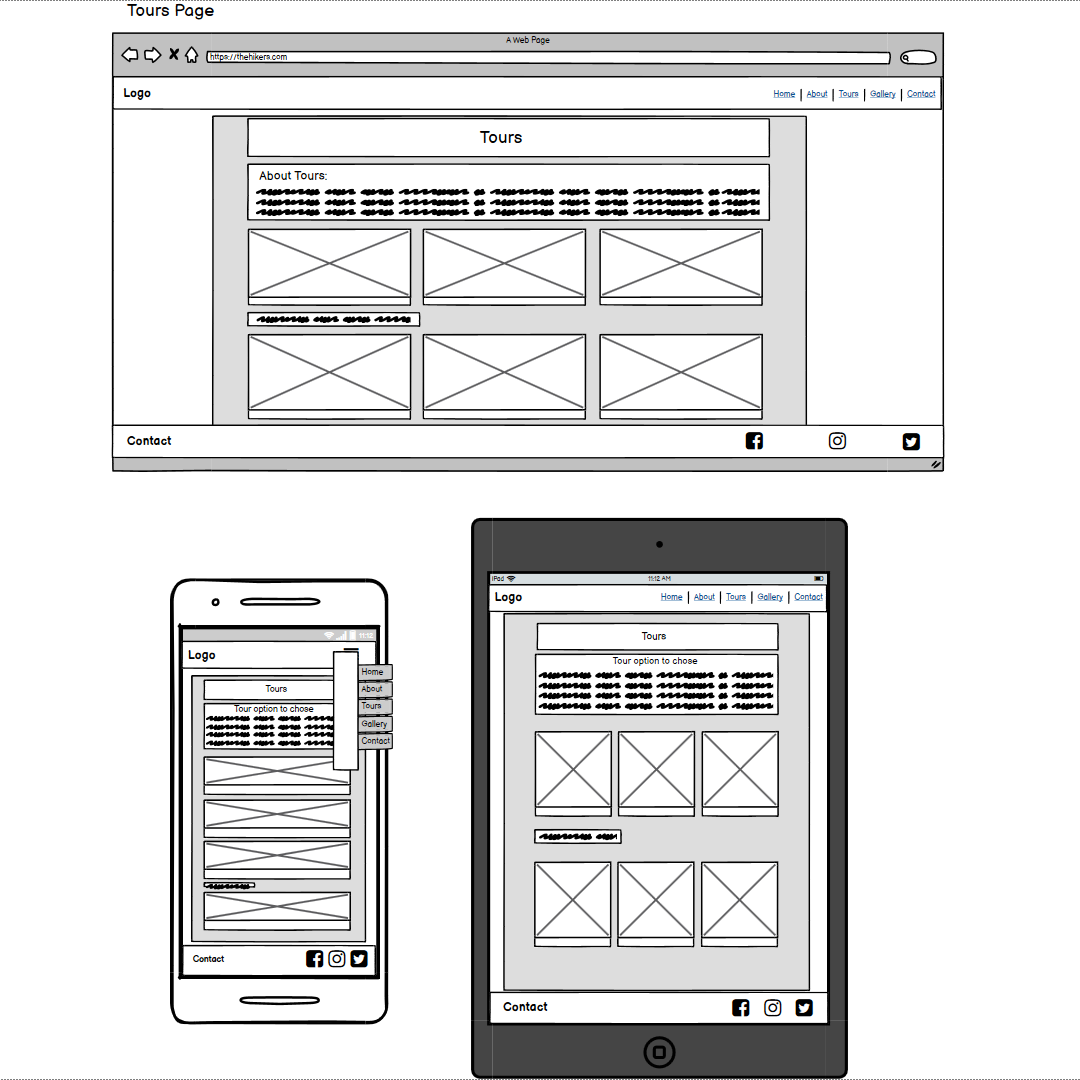 Tours Page
A Web Page
https://thehikers.com
Logo
Home About Tours Gallery Contact
Tours
About Tours:
Contact
iPad 11:12 AM
Logo
Home About Tours Gallery Contact
Tours
Tour option to chose
Contact
11:12
Logo
Home
About
Tours
Gallery
Contact
Tours
Tour option to chose
Contact